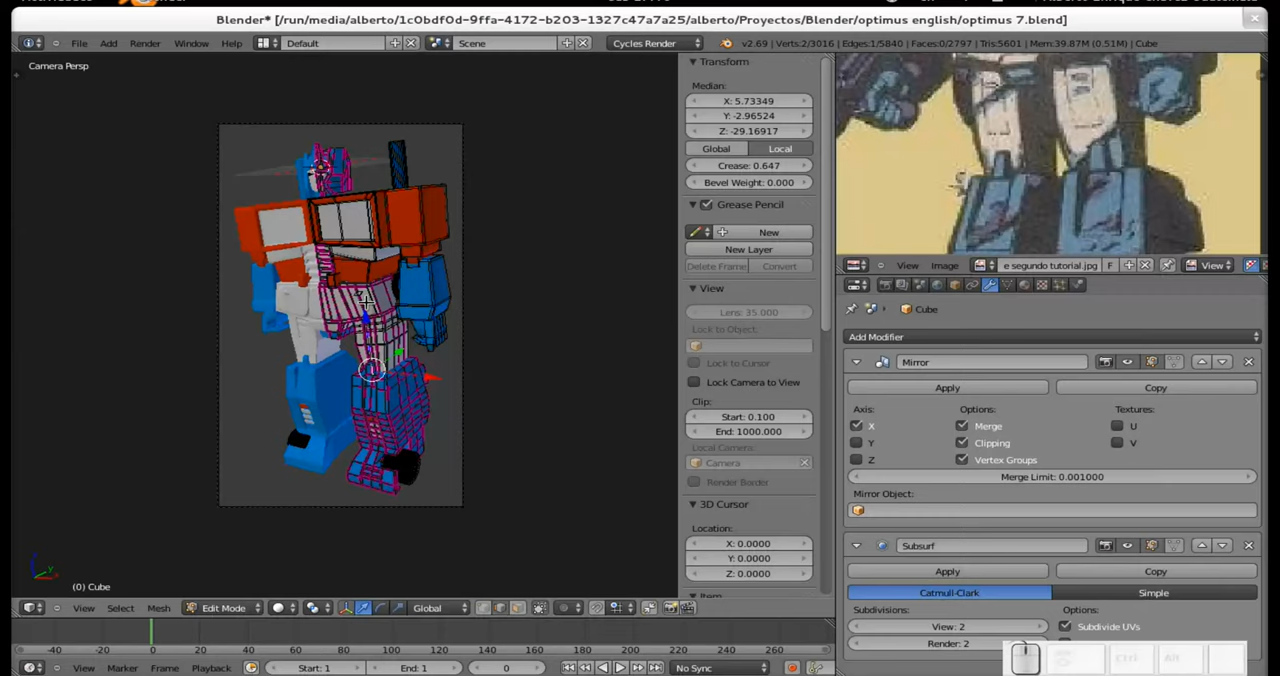 Blender* [/run/media/alberto/1c0bdf0d-9ffa-4172-b203-1327c47a7a25/alberto/Proyectos/Blender/optimus english/optimus 7.blend]
File Add Render Window Help Default Scene Cycles Render v2.69 | Verts:2/3016 | Edges:1/5840 | Faces:0/2797 | Tris:5601 | Mem:39.87M (0.51M) | Cube
Camera Persp
Transform
Median:
X: 5.73349
Y: -2.96524
Z: -29.16917
Global Local
Crease: 0.647
Bevel Weight: 0.000
Grease Pencil
New
New Layer
Delete Frame Convert
View
Lens: 35.000
Lock to Object:
Lock to Cursor
Lock Camera to View
Clip:
Start: 0.100
End: 1000.000
Local Camera:
Camera
Render Border
3D Cursor
Location:
X: 0.0000
Y: 0.0000
Z: 0.0000
Item
(0) Cube
View Select Mesh Edit Mode Global
-40 -20 0 20 40 60 80 100 120 140 160 180 200 220 240 260
View Marker Frame Playback Start: 1 End: 1 0 No Sync
View Image e segundo tutorial.jpg F View
Cube
Add Modifier
Mirror
Apply Copy
Axis: Options: Textures:
X Merge U
Y Clipping V
Z Vertex Groups
Merge Limit: 0.001000
Mirror Object:
Subsurf
Apply Copy
Catmull-Clark Simple
Subdivisions: Options:
View: 2 Subdivide UVs
Render: 2
Ctrl Alt